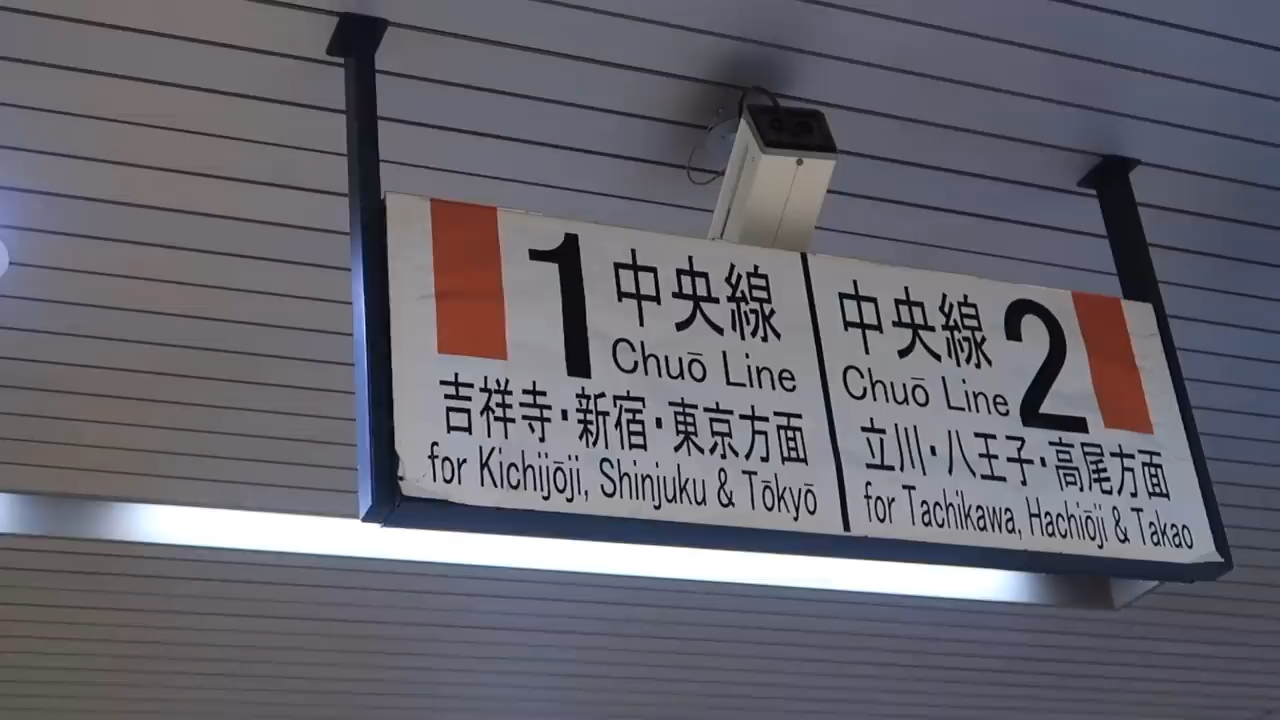 1 中央線
Chuō Line
吉祥寺・新宿・東京方面
for Kichijōji, Shinjuku & Tōkyō
中央線 2
Chuō Line
立川・八王子・高尾方面
for Tachikawa, Hachiōji & Takao